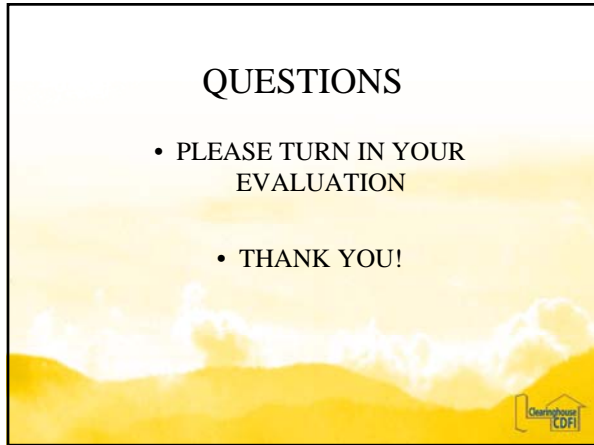 QUESTIONS
• PLEASE TURN IN YOUR
EVALUATION
• THANK YOU!
Clearinghouse
CDFI